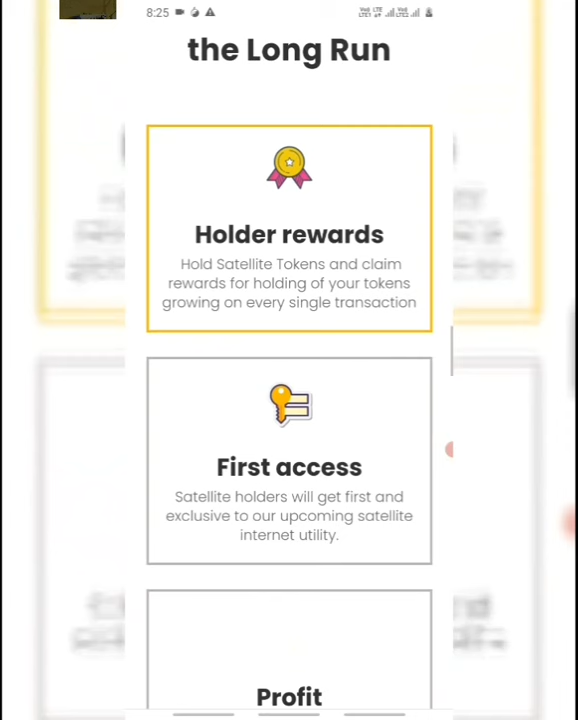 8:25
the Long Run
Holder rewards
Hold Satellite Tokens and claim
rewards for holding of your tokens
growing on every single transaction
First access
Satellite holders will get first and
exclusive to our upcoming satellite
internet utility.
Profit